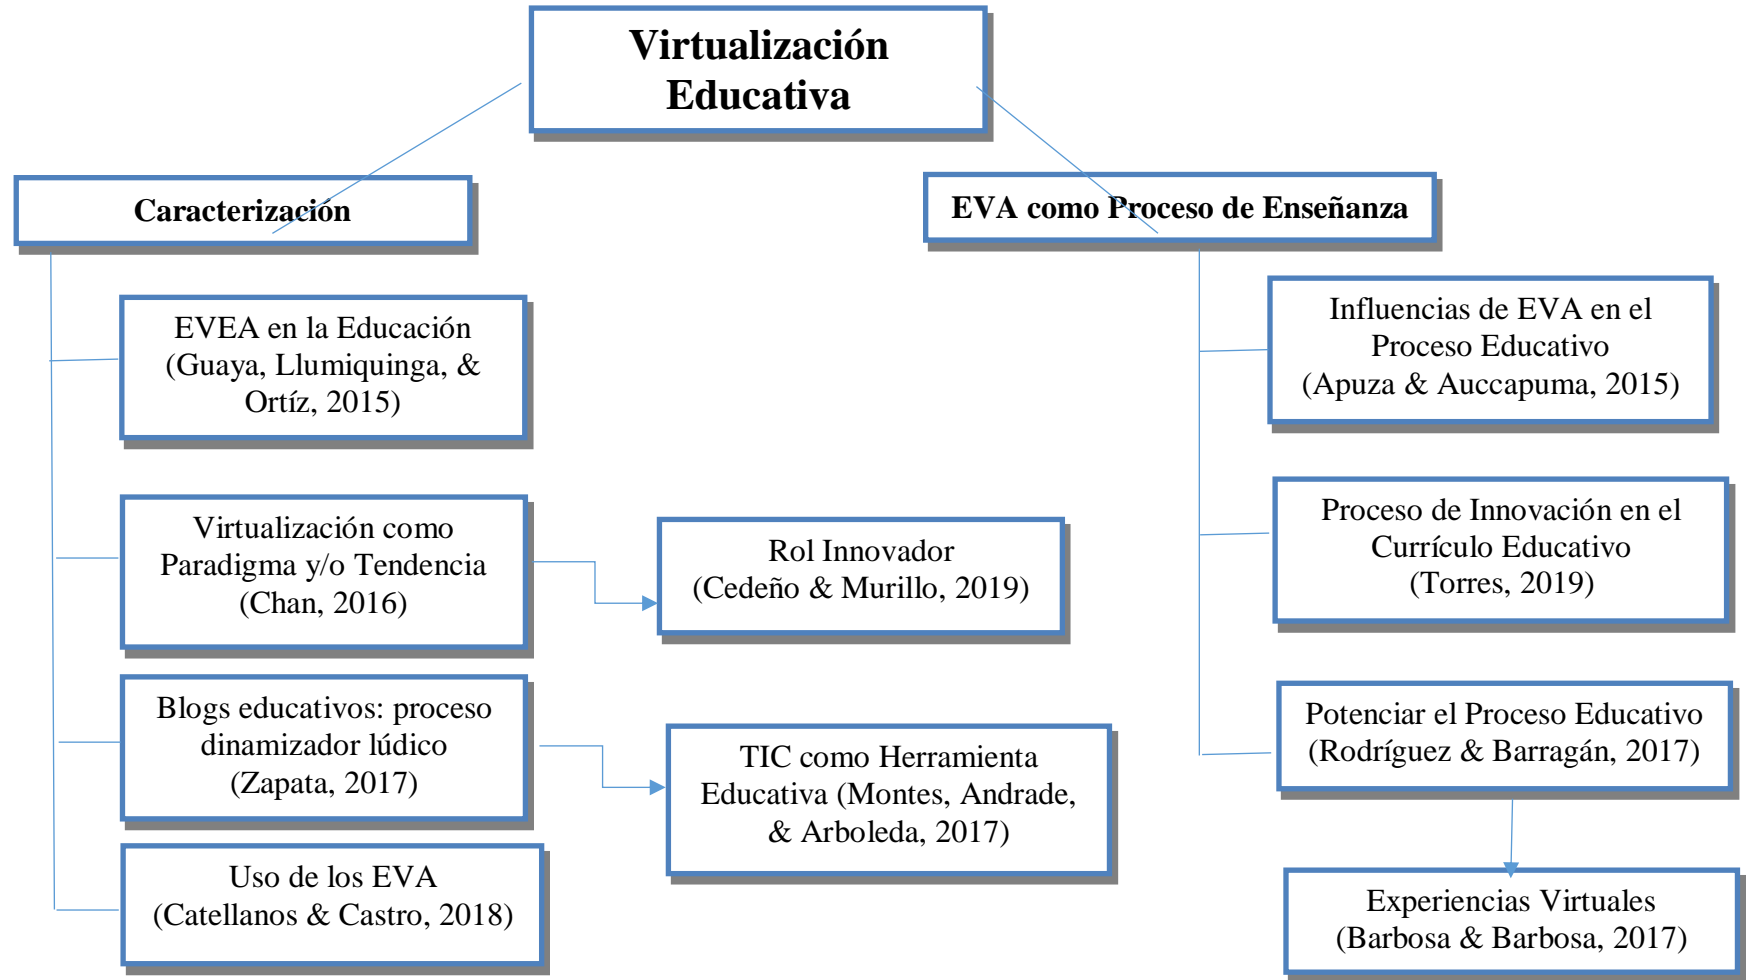 Virtualización
Educativa
Caracterización
EVA como Proceso de Enseñanza
EVEA en la Educación
(Guaya, Llumiquinga, &
Ortíz, 2015)
Influencias de EVA en el
Proceso Educativo
(Apuza & Auccapuma, 2015)
Virtualización como
Paradigma y/o Tendencia
(Chan, 2016)
Rol Innovador
(Cedeño & Murillo, 2019)
Proceso de Innovación en el
Currículo Educativo
(Torres, 2019)
Blogs educativos: proceso
dinamizador lúdico
(Zapata, 2017)
TIC como Herramienta
Educativa (Montes, Andrade,
& Arboleda, 2017)
Potenciar el Proceso Educativo
(Rodríguez & Barragán, 2017)
Uso de los EVA
(Catellanos & Castro, 2018)
Experiencias Virtuales
(Barbosa & Barbosa, 2017)